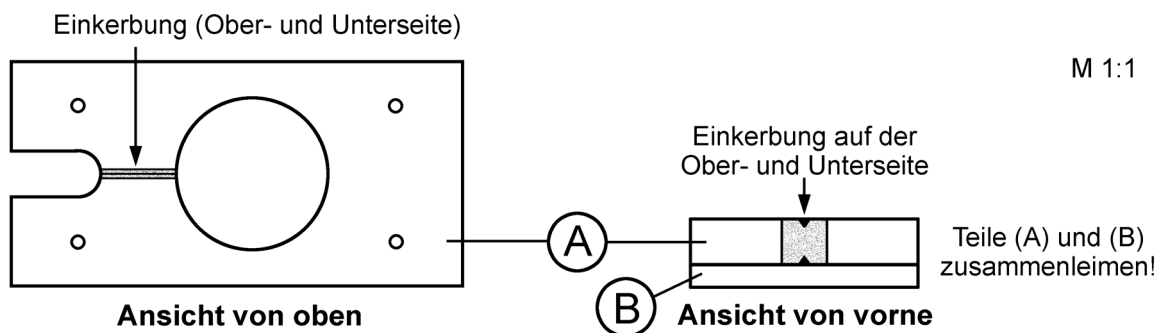 Einkerbung (Ober- und Unterseite)
M 1:1
Einkerbung auf der
Ober- und Unterseite
A
Teile (A) und (B)
zusammenleimen!
B
Ansicht von oben
Ansicht von vorne